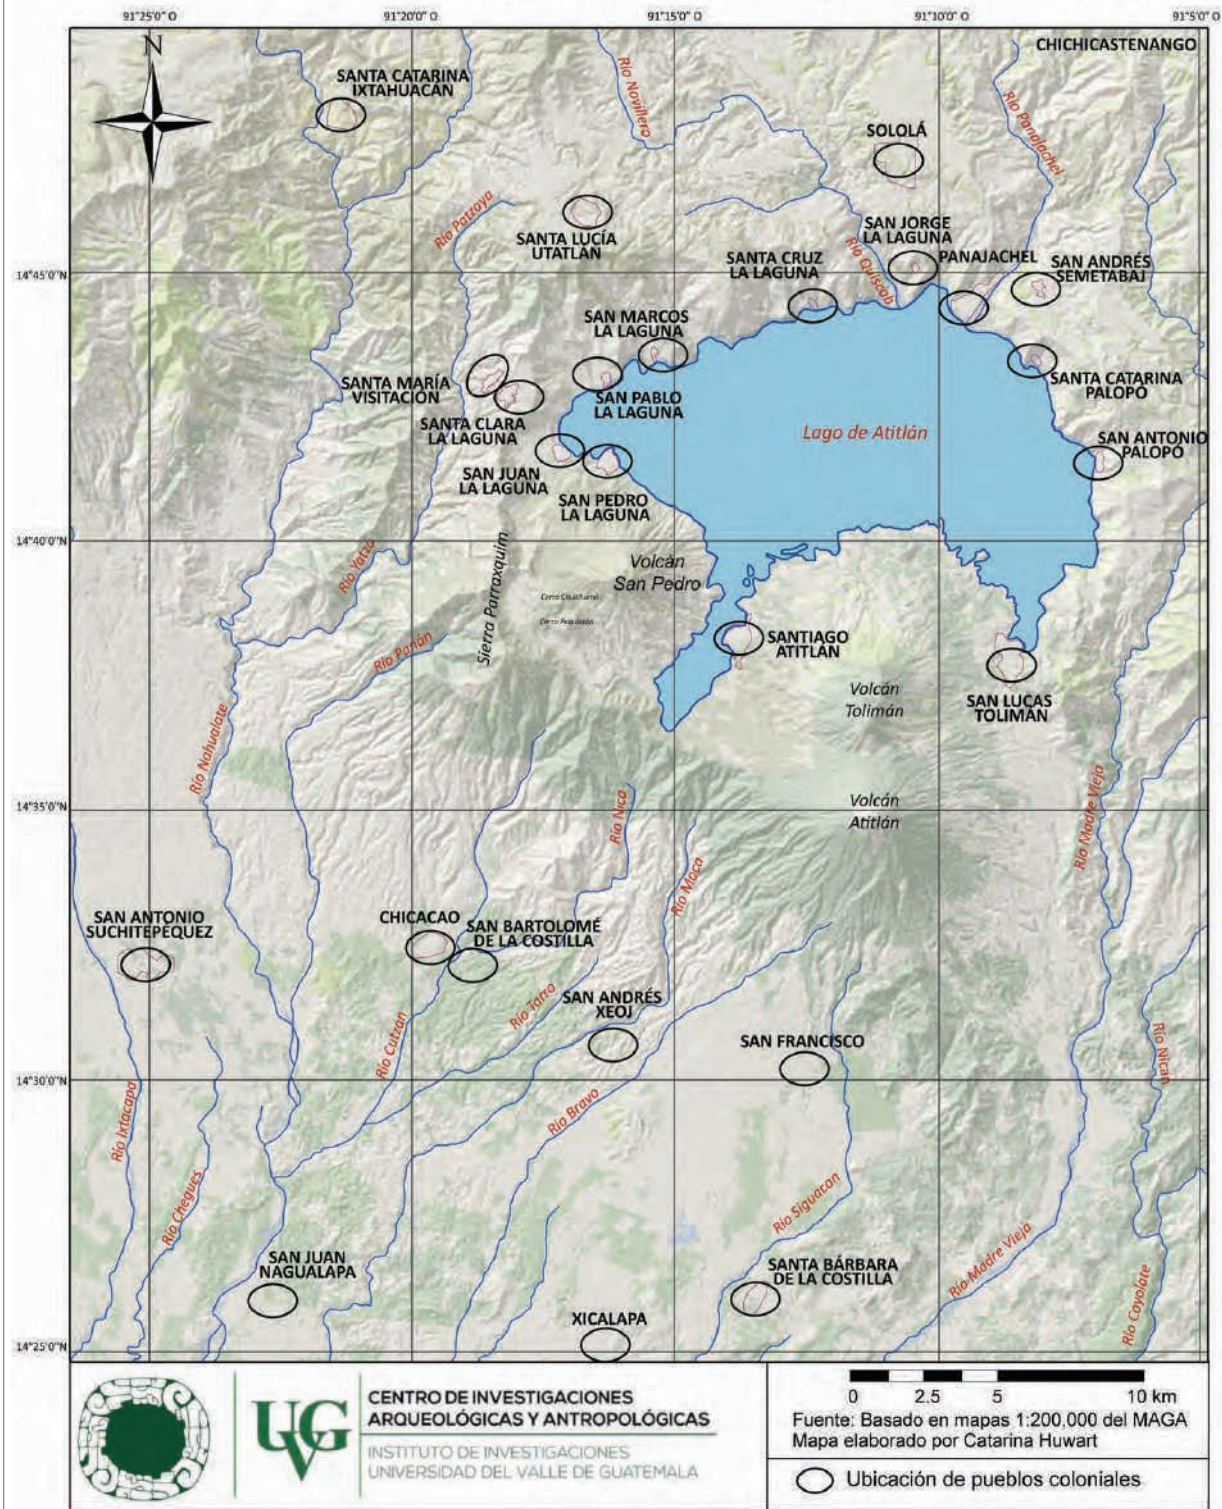 91°25'0" O
91°20'0" O
91°15'0" O
91°10'0" O
91°5'0" O
N
CHICHICASTENANGO
SANTA CATARINA
IXTAHUACÁN
Río Novillero
Río Panajachel
SOLOLÁ
Río Patzoya
SANTA LUCÍA
UTATLÁN
SAN JORGE
LA LAGUNA
Río Quiscab
SANTA CRUZ
LA LAGUNA
PANAJACHEL
SAN ANDRÉS
SEMETABAJ
14°45'0"N
SAN MARCOS
LA LAGUNA
SANTA MARÍA
VISITACIÓN
SAN PABLO
LA LAGUNA
SANTA CATARINA
PALOPÓ
SANTA CLARA
LA LAGUNA
Lago de Atitlán
SAN ANTONIO
PALOPÓ
SAN JUAN
LA LAGUNA
SAN PEDRO
LA LAGUNA
14°40'0"N
Río Yatzó
Sierra Parraxquim
Volcán
San Pedro
Río Panán
SANTIAGO
ATITLÁN
Volcán
Tolimán
SAN LUCAS
TOLIMÁN
Río Nahualate
14°35'0"N
Río Nica
Volcán
Atitlán
Río Madre Vieja
Río Moca
SAN ANTONIO
SUCHITEPÉQUEZ
CHICACAO
SAN BARTOLOMÉ
DE LA COSTILLA
Río Tarro
SAN ANDRÉS
XEOJ
Río Cutzán
SAN FRANCISCO
Río Nican
14°30'0"N
Río Ixtacapa
Río Bravo
Río Chegues
Río Siguacan
SAN JUAN
NAGUALAPA
SANTA BÁRBARA
DE LA COSTILLA
Río Madre Vieja
Río Coyolate
XICALAPA
14°25'0"N
UVG
CENTRO DE INVESTIGACIONES
ARQUEOLÓGICAS Y ANTROPOLÓGICAS
INSTITUTO DE INVESTIGACIONES
UNIVERSIDAD DEL VALLE DE GUATEMALA
0 2.5 5 10 km
Fuente: Basado en mapas 1:200,000 del MAGA
Mapa elaborado por Catarina Huwart
Ubicación de pueblos coloniales